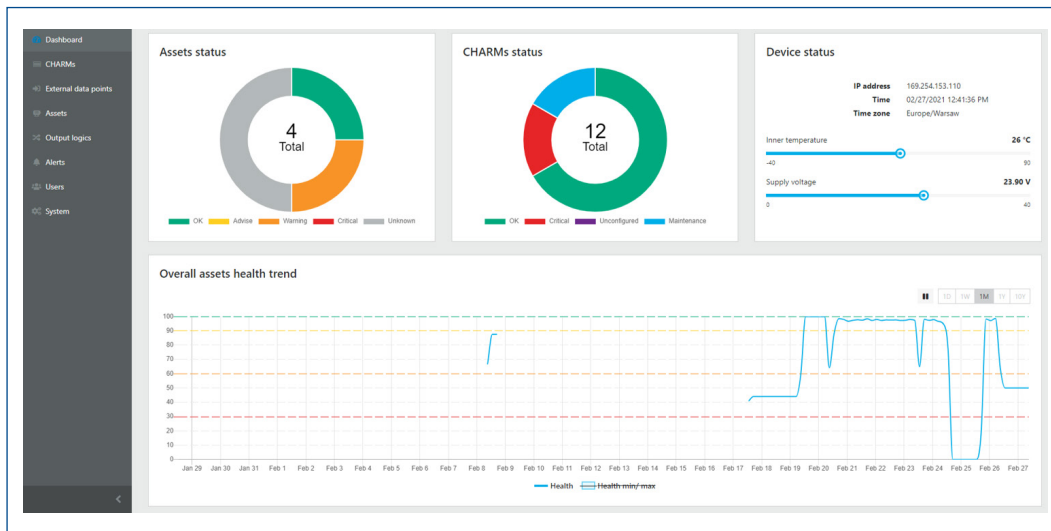 Dashboard
CHARMs
External data points
Assets
Output logics
Alerts
Users
System
Assets status
4
Total
OK Advise Warning Critical Unknown
CHARMs status
12
Total
OK Critical Unconfigured Maintenance
Device status
IP address 169.254.153.110
Time 02/27/2021 12:41:36 PM
Time zone Europe/Warsaw
Inner temperature 26 °C
-40 90
Supply voltage 23.90 V
0 40
Overall assets health trend
1D 1W 1M 1Y 10Y
100
90
80
70
60
50
40
30
20
10
0
Jan 29 Jan 30 Jan 31 Feb 1 Feb 2 Feb 3 Feb 4 Feb 5 Feb 6 Feb 7 Feb 8 Feb 9 Feb 10 Feb 11 Feb 12 Feb 13 Feb 14 Feb 15 Feb 16 Feb 17 Feb 18 Feb 19 Feb 20 Feb 21 Feb 22 Feb 23 Feb 24 Feb 25 Feb 26 Feb 27
Health Health min/ max